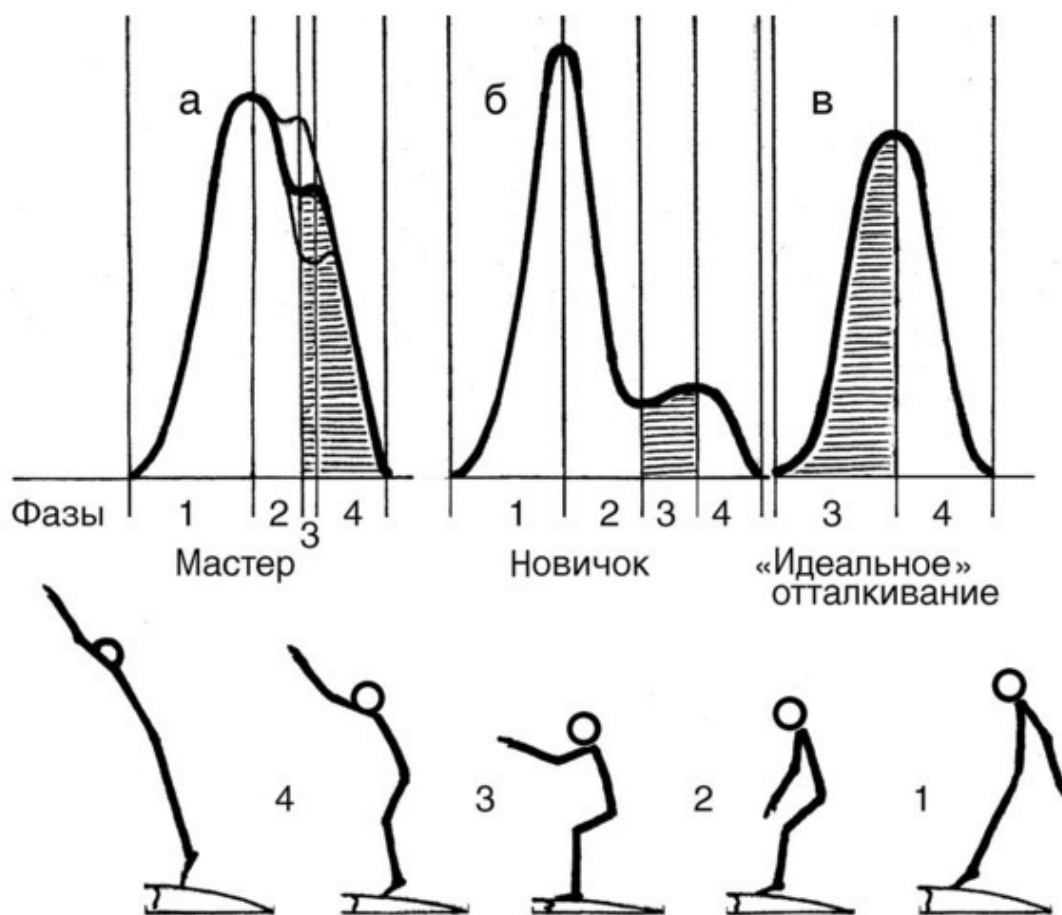 а б в
Фазы 1 2 3 4 1 2 3 4 3 4
Мастер Новичок «Идеальное»
отталкивание
4 3 2 1